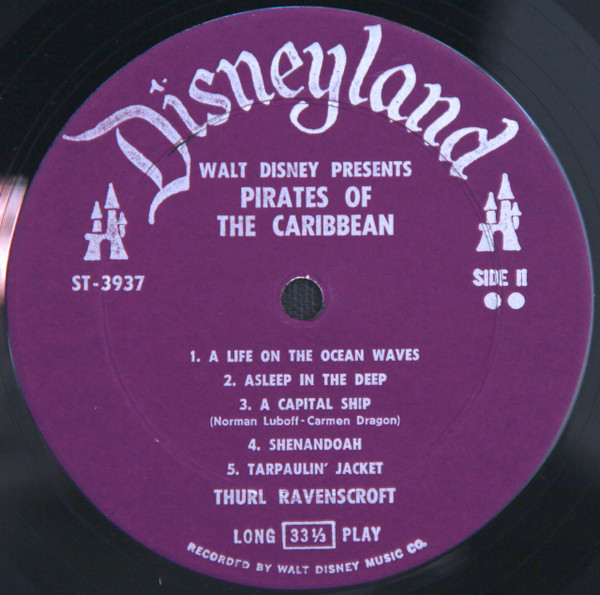 Disneyland
WALT DISNEY PRESENTS
PIRATES OF
THE CARIBBEAN
ST-3937
SIDE II
1. A LIFE ON THE OCEAN WAVES
2. ASLEEP IN THE DEEP
3. A CAPITAL SHIP
(Norman Luboff-Carmen Dragon)
4. SHENANDOAH
5. TARPAULIN' JACKET
THURL RAVENSCROFT
LONG 33⅓ PLAY
RECORDED BY WALT DISNEY MUSIC CO.